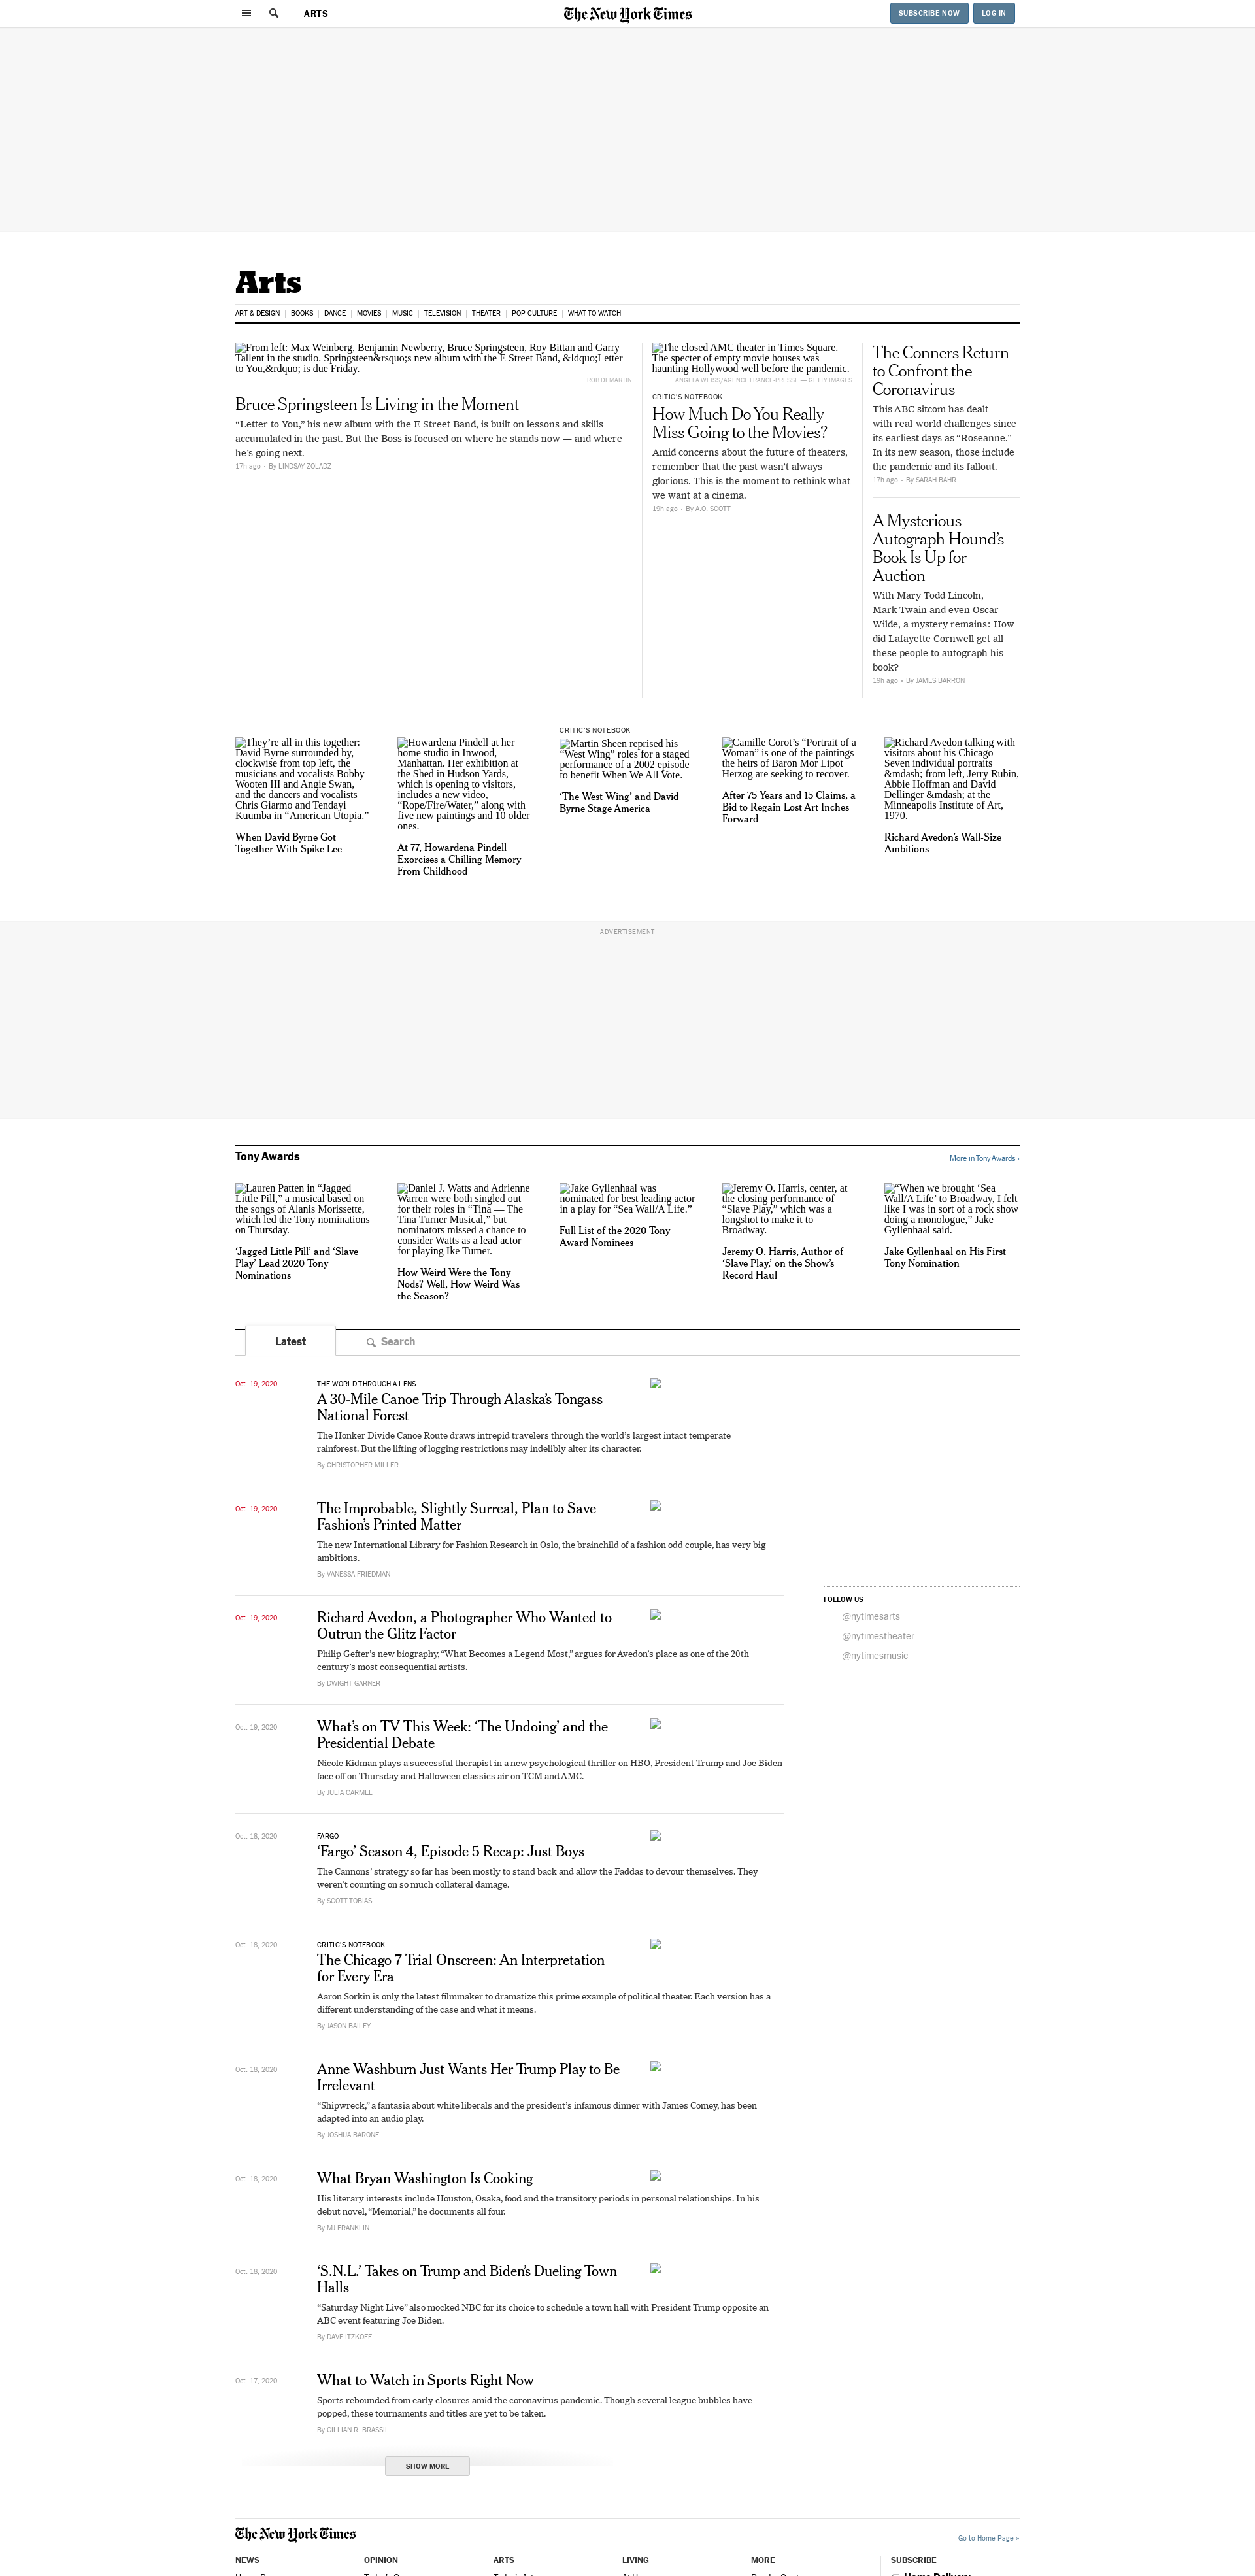 ARTS
The New York Times
SUBSCRIBE NOW
LOG IN
Arts
ART & DESIGN | BOOKS | DANCE | MOVIES | MUSIC | TELEVISION | THEATER | POP CULTURE | WHAT TO WATCH
From left: Max Weinberg, Benjamin Newberry, Bruce Springsteen, Roy Bittan and Garry
Tallent in the studio. Springsteen&rsquo;s new album with the E Street Band, &ldquo;Letter
to You,&rdquo; is due Friday.
ROB DEMARTIN
Bruce Springsteen Is Living in the Moment
“Letter to You,” his new album with the E Street Band, is built on lessons and skills
accumulated in the past. But the Boss is focused on where he stands now — and where
he’s going next.
17h ago - By LINDSAY ZOLADZ
The closed AMC theater in Times Square.
The specter of empty movie houses was
haunting Hollywood well before the pandemic.
ANGELA WEISS/AGENCE FRANCE-PRESSE — GETTY IMAGES
CRITIC’S NOTEBOOK
How Much Do You Really
Miss Going to the Movies?
Amid concerns about the future of theaters,
remember that the past wasn’t always
glorious. This is the moment to rethink what
we want at a cinema.
19h ago - By A.O. SCOTT
The Conners Return
to Confront the
Coronavirus
This ABC sitcom has dealt
with real-world challenges since
its earliest days as “Roseanne.”
In its new season, those include
the pandemic and its fallout.
17h ago - By SARAH BAHR
A Mysterious
Autograph Hound’s
Book Is Up for
Auction
With Mary Todd Lincoln,
Mark Twain and even Oscar
Wilde, a mystery remains: How
did Lafayette Cornwell get all
these people to autograph his
book?
19h ago - By JAMES BARRON
They’re all in this together:
David Byrne surrounded by,
clockwise from top left, the
musicians and vocalists Bobby
Wooten III and Angie Swan,
and the dancers and vocalists
Chris Giarmo and Tendayi
Kuumba in “American Utopia.”
When David Byrne Got
Together With Spike Lee
Howardena Pindell at her
home studio in Inwood,
Manhattan. Her exhibition at
the Shed in Hudson Yards,
which is opening to visitors,
includes a new video,
“Rope/Fire/Water,” along with
five new paintings and 10 older
ones.
At 77, Howardena Pindell
Exorcises a Chilling Memory
From Childhood
CRITIC’S NOTEBOOK
Martin Sheen reprised his
“West Wing” roles for a staged
performance of a 2002 episode
to benefit When We All Vote.
‘The West Wing’ and David
Byrne Stage America
Camille Corot’s “Portrait of a
Woman” is one of the paintings
the heirs of Baron Mor Lipot
Herzog are seeking to recover.
After 75 Years and 15 Claims, a
Bid to Regain Lost Art Inches
Forward
Richard Avedon talking with
visitors about his Chicago
Seven individual portraits
&mdash; from left, Jerry Rubin,
Abbie Hoffman and David
Dellinger &mdash; at the
Minneapolis Institute of Art,
1970.
Richard Avedon’s Wall-Size
Ambitions
ADVERTISEMENT
Tony Awards
More in Tony Awards ›
Lauren Patten in “Jagged
Little Pill,” a musical based on
the songs of Alanis Morissette,
which led the Tony nominations
on Thursday.
‘Jagged Little Pill’ and ‘Slave
Play’ Lead 2020 Tony
Nominations
Daniel J. Watts and Adrienne
Warren were both singled out
for their roles in “Tina — The
Tina Turner Musical,” but
nominators missed a chance to
consider Watts as a lead actor
for playing Ike Turner.
How Weird Were the Tony
Nods? Well, How Weird Was
the Season?
Jake Gyllenhaal was
nominated for best leading actor
in a play for “Sea Wall/A Life.”
Full List of the 2020 Tony
Award Nominees
Jeremy O. Harris, center, at
the closing performance of
“Slave Play,” which was a
longshot to make it to
Broadway.
Jeremy O. Harris, Author of
‘Slave Play,’ on the Show’s
Record Haul
“When we brought ‘Sea
Wall/A Life’ to Broadway, I felt
like I was in sort of a rock show
doing a monologue,” Jake
Gyllenhaal said.
Jake Gyllenhaal on His First
Tony Nomination
Latest
Search
Oct. 19, 2020
THE WORLD THROUGH A LENS
A 30-Mile Canoe Trip Through Alaska’s Tongass
National Forest
The Honker Divide Canoe Route draws intrepid travelers through the world’s largest intact temperate
rainforest. But the lifting of logging restrictions may indelibly alter its character.
By CHRISTOPHER MILLER
Oct. 19, 2020
The Improbable, Slightly Surreal, Plan to Save
Fashion’s Printed Matter
The new International Library for Fashion Research in Oslo, the brainchild of a fashion odd couple, has very big
ambitions.
By VANESSA FRIEDMAN
FOLLOW US
@nytimesarts
@nytimestheater
@nytimesmusic
Oct. 19, 2020
Richard Avedon, a Photographer Who Wanted to
Outrun the Glitz Factor
Philip Gefter’s new biography, “What Becomes a Legend Most,” argues for Avedon’s place as one of the 20th
century’s most consequential artists.
By DWIGHT GARNER
Oct. 19, 2020
What’s on TV This Week: ‘The Undoing’ and the
Presidential Debate
Nicole Kidman plays a successful therapist in a new psychological thriller on HBO, President Trump and Joe Biden
face off on Thursday and Halloween classics air on TCM and AMC.
By JULIA CARMEL
Oct. 18, 2020
FARGO
‘Fargo’ Season 4, Episode 5 Recap: Just Boys
The Cannons’ strategy so far has been mostly to stand back and allow the Faddas to devour themselves. They
weren’t counting on so much collateral damage.
By SCOTT TOBIAS
Oct. 18, 2020
CRITIC’S NOTEBOOK
The Chicago 7 Trial Onscreen: An Interpretation
for Every Era
Aaron Sorkin is only the latest filmmaker to dramatize this prime example of political theater. Each version has a
different understanding of the case and what it means.
By JASON BAILEY
Oct. 18, 2020
Anne Washburn Just Wants Her Trump Play to Be
Irrelevant
“Shipwreck,” a fantasia about white liberals and the president’s infamous dinner with James Comey, has been
adapted into an audio play.
By JOSHUA BARONE
Oct. 18, 2020
What Bryan Washington Is Cooking
His literary interests include Houston, Osaka, food and the transitory periods in personal relationships. In his
debut novel, “Memorial,” he documents all four.
By MJ FRANKLIN
Oct. 18, 2020
‘S.N.L.’ Takes on Trump and Biden’s Dueling Town
Halls
“Saturday Night Live” also mocked NBC for its choice to schedule a town hall with President Trump opposite an
ABC event featuring Joe Biden.
By DAVE ITZKOFF
Oct. 17, 2020
What to Watch in Sports Right Now
Sports rebounded from early closures amid the coronavirus pandemic. Though several league bubbles have
popped, these tournaments and titles are yet to be taken.
By GILLIAN R. BRASSIL
SHOW MORE
The New York Times
Go to Home Page »
NEWS
OPINION
ARTS
LIVING
MORE
SUBSCRIBE